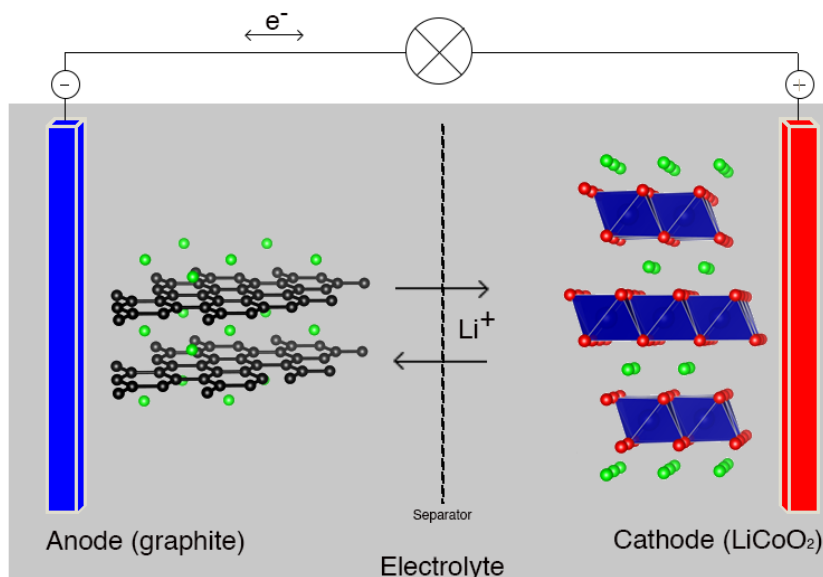 e⁻
−
+
Li⁺
Separator
Anode (graphite)
Cathode (LiCoO₂)
Electrolyte